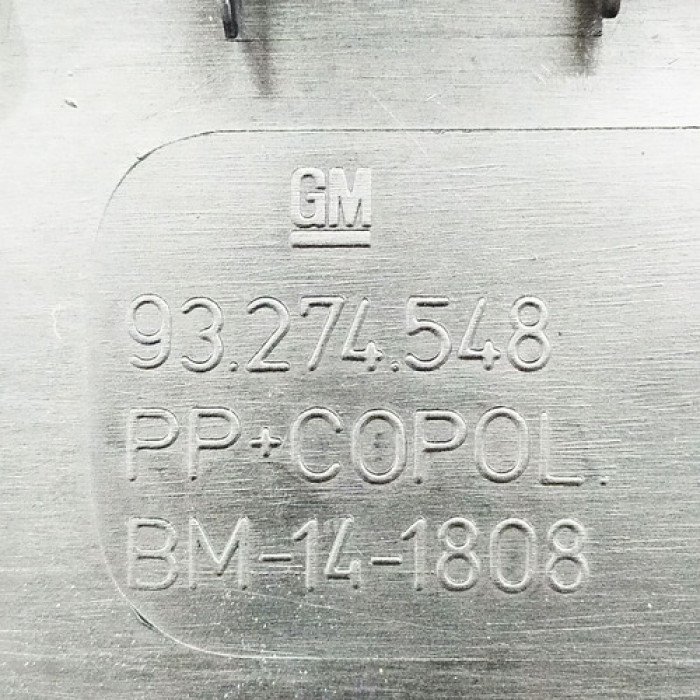 GM
93.274.548
PP+COPOL.
BM-14-1808